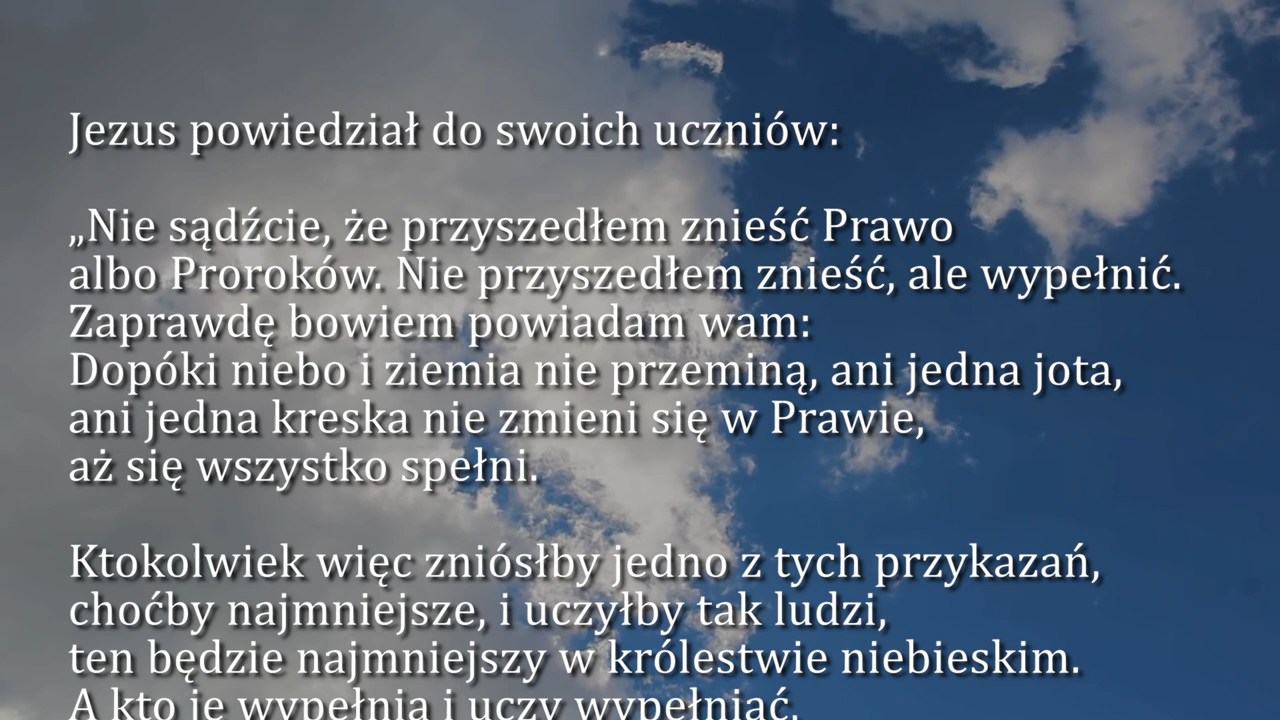 Jezus powiedział do swoich uczniów:
„Nie sądźcie, że przyszedłem znieść Prawo
albo Proroków. Nie przyszedłem znieść, ale wypełnić.
Zaprawdę bowiem powiadam wam:
Dopóki niebo i ziemia nie przeminą, ani jedna jota,
ani jedna kreska nie zmieni się w Prawie,
aż się wszystko spełni.
Ktokolwiek więc zniósłby jedno z tych przykazań,
choćby najmniejsze, i uczyłby tak ludzi,
ten będzie najmniejszy w królestwie niebieskim.
A kto je wypełnia i uczy wypełniać,